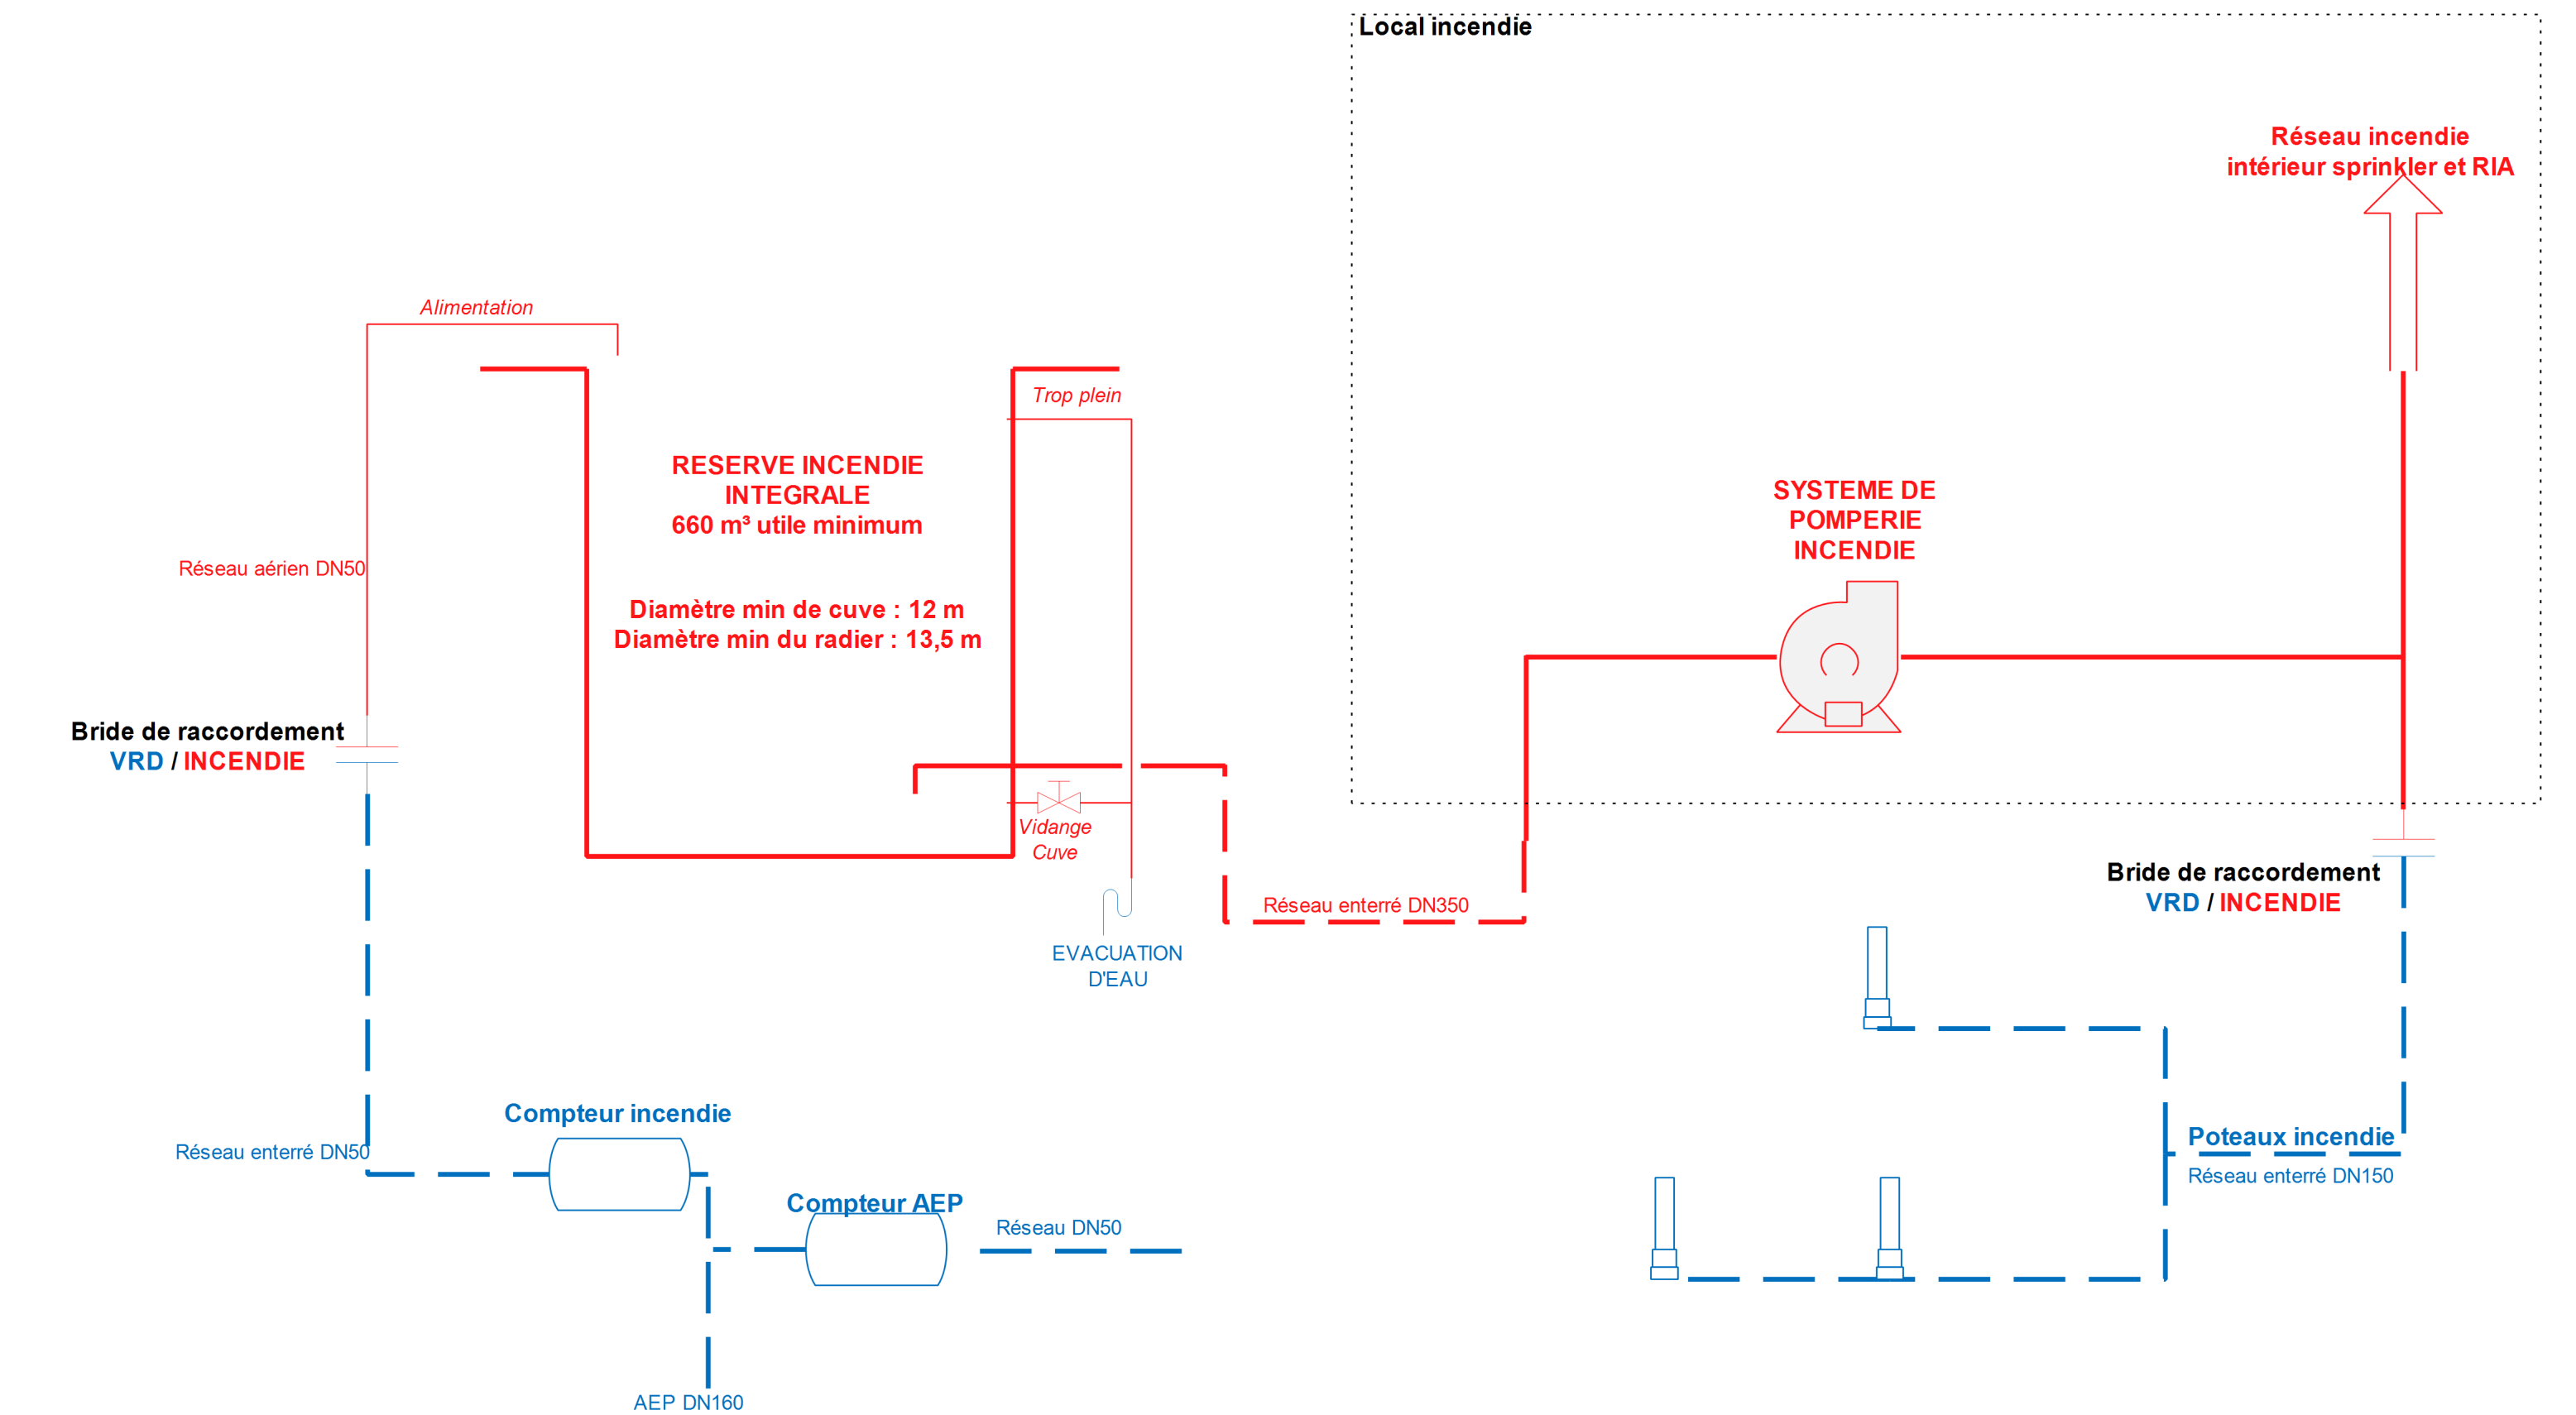 Local incendie
Réseau incendie
intérieur sprinkler et RIA
Alimentation
Trop plein
RESERVE INCENDIE
INTEGRALE
660 m³ utile minimum
SYSTEME DE
POMPERIE
INCENDIE
Réseau aérien DN50
Diamètre min de cuve : 12 m
Diamètre min du radier : 13,5 m
Bride de raccordement
VRD / INCENDIE
Vidange
Cuve
Bride de raccordement
VRD / INCENDIE
Réseau enterré DN350
EVACUATION
D'EAU
Compteur incendie
Réseau enterré DN50
Poteaux incendie
Réseau enterré DN150
Compteur AEP
Réseau DN50
AEP DN160